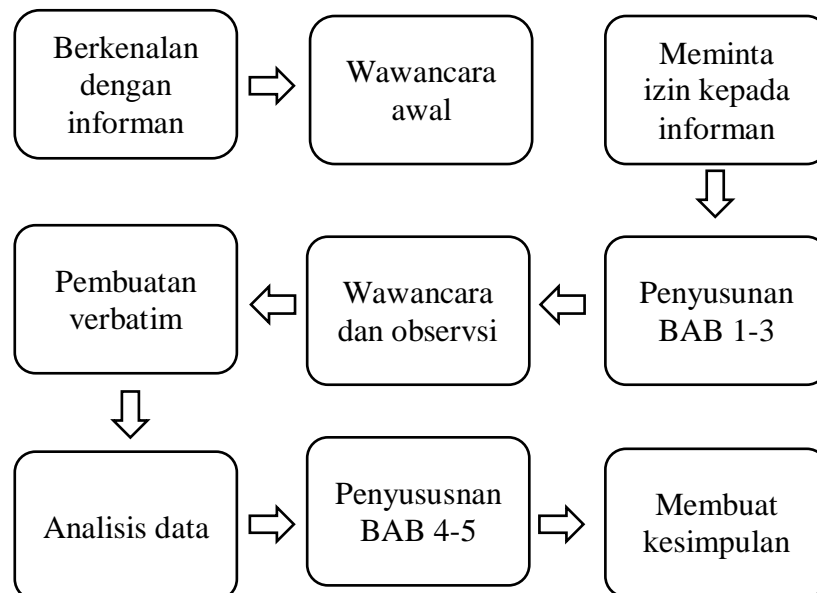 Berkenalan
dengan
informan
Wawancara
awal
Meminta
izin kepada
informan
Penyusunan
BAB 1-3
Wawancara
dan observsi
Pembuatan
verbatim
Analisis data
Penyususnan
BAB 4-5
Membuat
kesimpulan